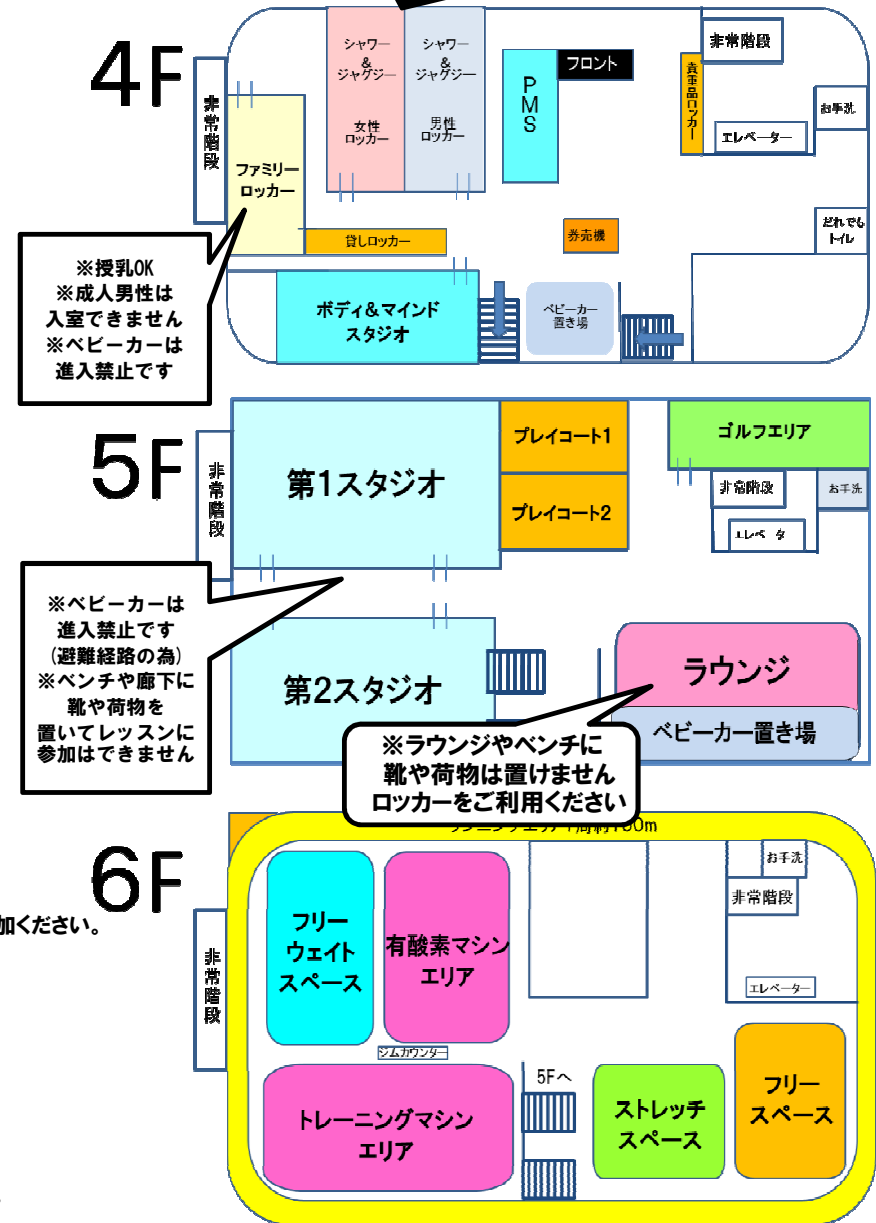 4F
非常階段
シャワー
&
ジャグジー
女性
ロッカー
シャワー
&
ジャグジー
男性
ロッカー
PMS
フロント
貴重品ロッカー
非常階段
エレベーター
お手洗
だれでも
トイレ
ファミリー
ロッカー
貸しロッカー
券売機
ボディ&マインド
スタジオ
ベビーカー
置き場
※授乳OK
※成人男性は
入室できません
※ベビーカーは
進入禁止です
5F
非常階段
第1スタジオ
プレイコート1
プレイコート2
ゴルフエリア
非常階段
お手洗
エレベータ
※ベビーカーは
進入禁止です
(避難経路の為)
※ベンチや廊下に
靴や荷物を
置いてレッスンに
参加はできません
第2スタジオ
ラウンジ
ベビーカー置き場
※ラウンジやベンチに
靴や荷物は置けません
ロッカーをご利用ください
6F
加ください。
非常階段
フリー
ウェイト
スペース
有酸素マシン
エリア
お手洗
非常階段
エレベーター
ジムカウンター
トレーニングマシン
エリア
5Fへ
ストレッチ
スペース
フリー
スペース